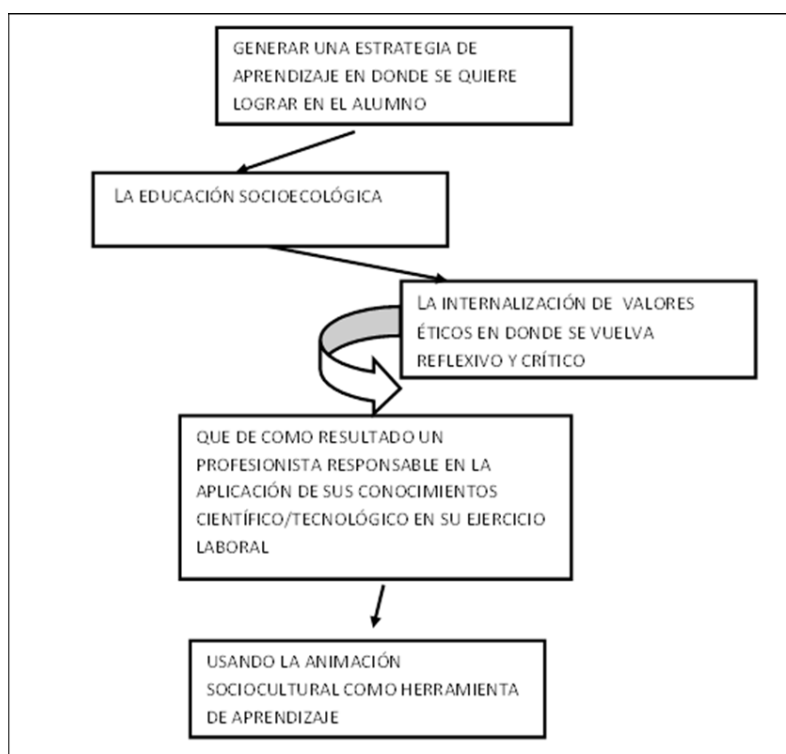 GENERAR UNA ESTRATEGIA DE
APRENDIZAJE EN DONDE SE QUIERE
LOGRAR EN EL ALUMNO
LA EDUCACIÓN SOCIOECOLÓGICA
LA INTERNALIZACIÓN DE VALORES
ÉTICOS EN DONDE SE VUELVA
REFLEXIVO Y CRÍTICO
QUE DE COMO RESULTADO UN
PROFESIONISTA RESPONSABLE EN LA
APLICACIÓN DE SUS CONOCIMIENTOS
CIENTÍFICO/TECNOLÓGICO EN SU EJERCICIO
LABORAL
USANDO LA ANIMACIÓN
SOCIOCULTURAL COMO HERRAMIENTA
DE APRENDIZAJE